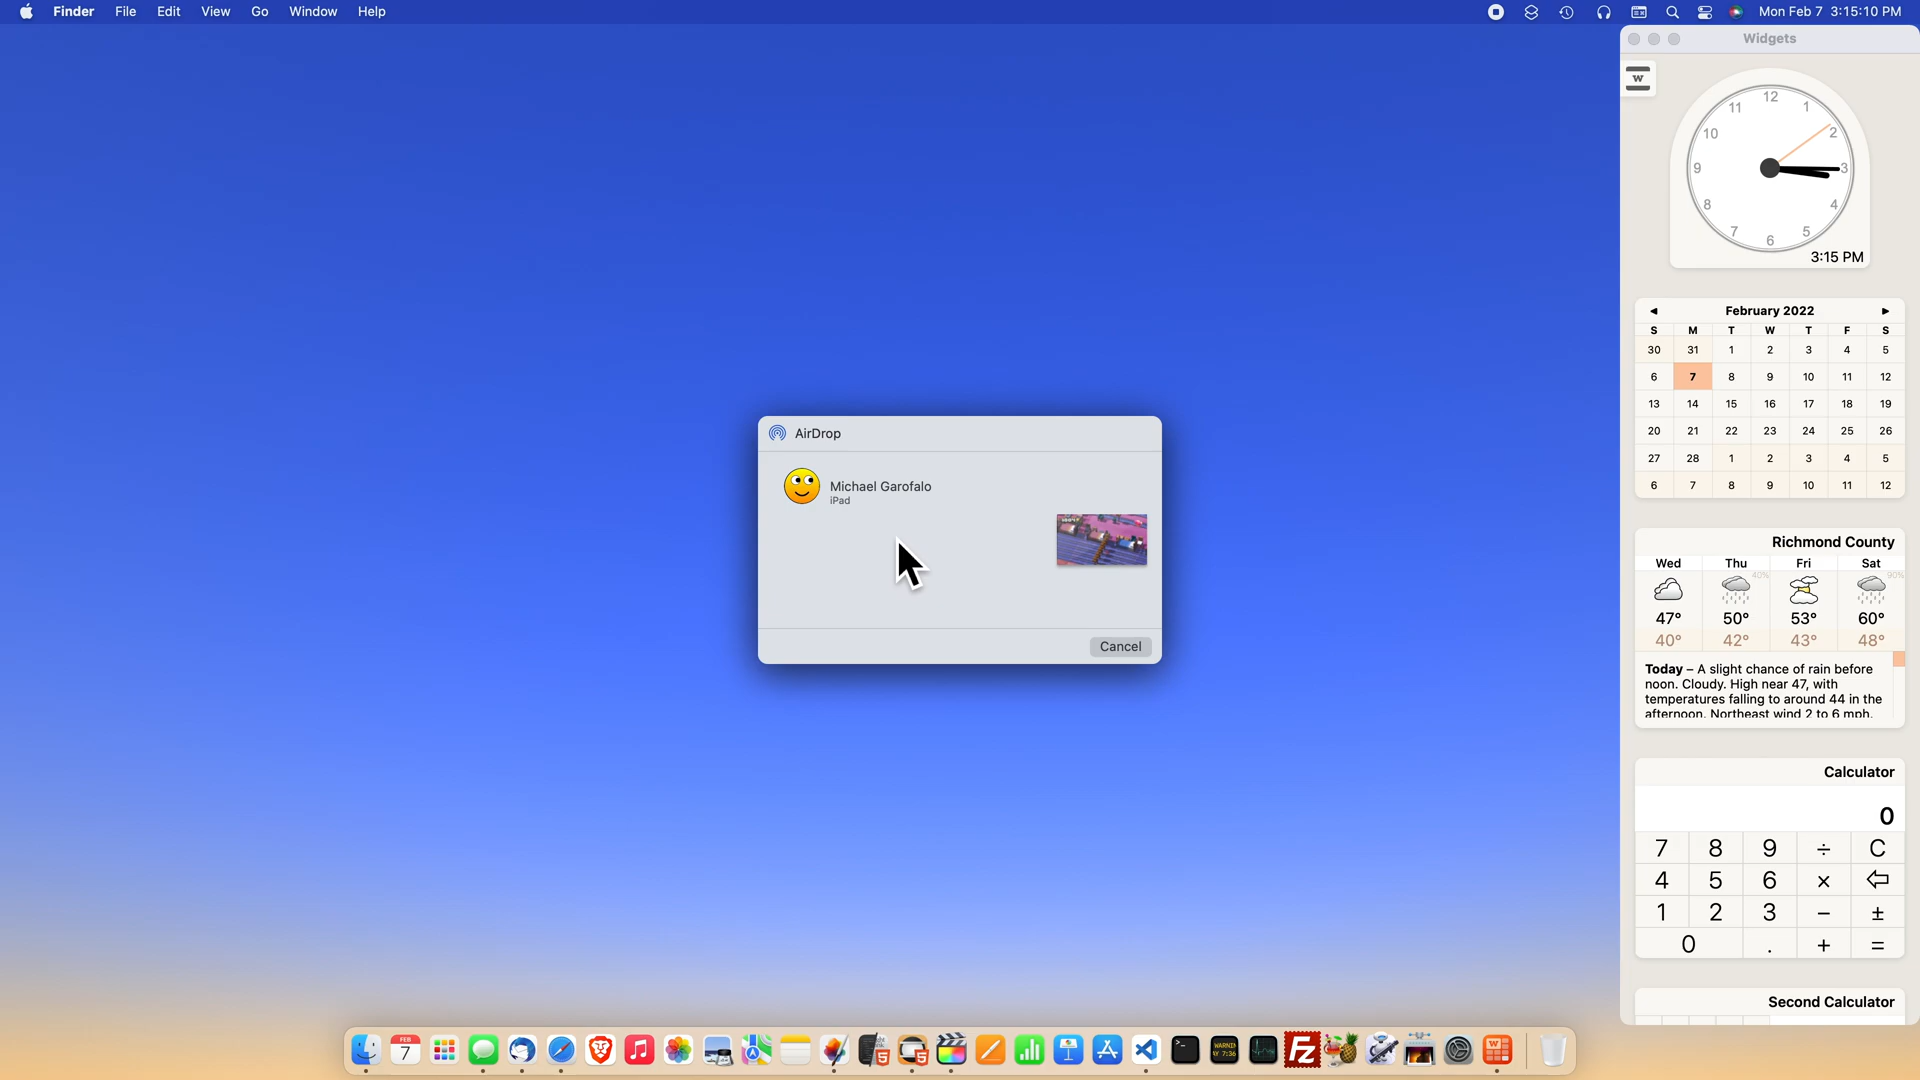 Finder File Edit View Go Window Help Mon Feb 7 3:15:10 PM
Widgets
W
12
11 1
10 2
9 3
8 4
7 5
6
3:15 PM
◄ February 2022 ►
S M T W T F S
30 31 1 2 3 4 5
6 7 8 9 10 11 12
13 14 15 16 17 18 19
20 21 22 23 24 25 26
27 28 1 2 3 4 5
6 7 8 9 10 11 12
AirDrop
Michael Garofalo
iPad
Cancel
Richmond County
Wed Thu Fri Sat
40% 90%
47° 50° 53° 60°
40° 42° 43° 48°
Today – A slight chance of rain before
noon. Cloudy. High near 47, with
temperatures falling to around 44 in the
afternoon. Northeast wind 2 to 6 mph.
Calculator
0
7 8 9 ÷ C
4 5 6 ×
1 2 3 − ±
0 . + =
Second Calculator
FEB
7
FZ
W